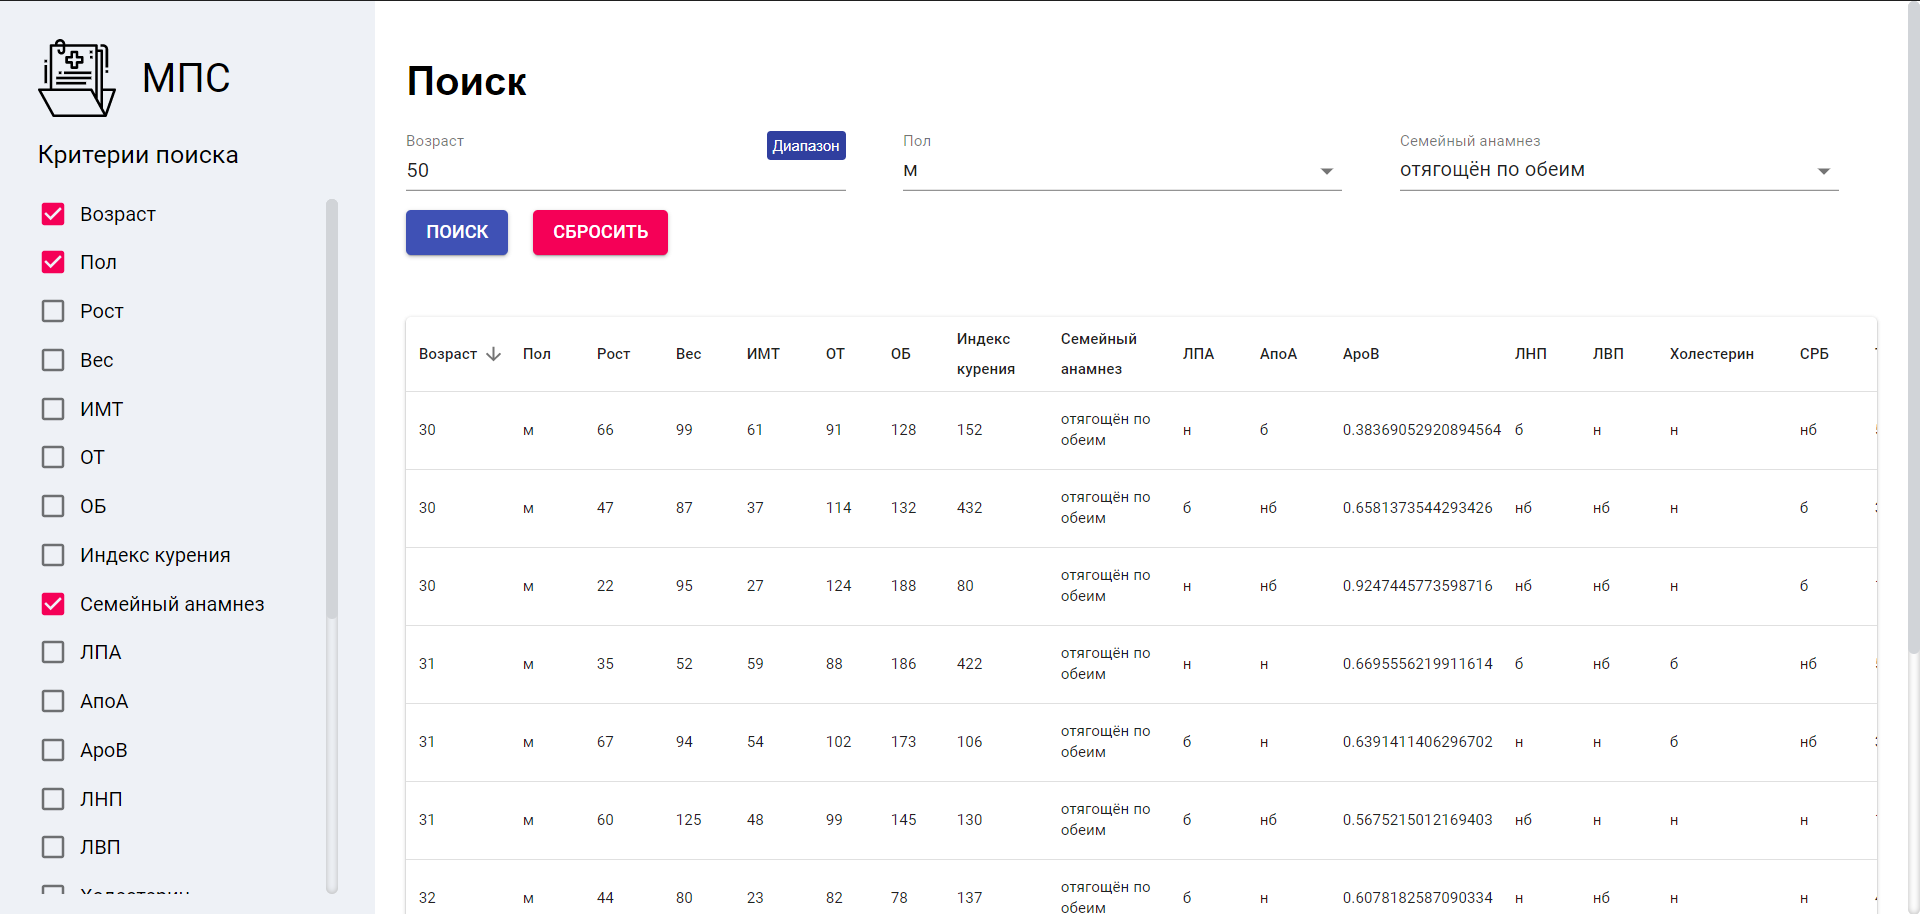 МПС
Критерии поиска
Возраст
Пол
Рост
Вес
ИМТ
ОТ
ОБ
Индекс курения
Семейный анамнез
ЛПА
АпоА
АроВ
ЛНП
ЛВП
Холестерин
Поиск
Возраст Диапазон Пол Семейный анамнез
50 м отягощён по обеим
ПОИСК СБРОСИТЬ
Возраст Пол Рост Вес ИМТ ОТ ОБ Индекс курения Семейный анамнез ЛПА АпоА АроВ ЛНП ЛВП Холестерин СРБ
30 м 66 99 61 91 128 152 отягощён по обеим н б 0.38369052920894564 б н н нб
30 м 47 87 37 114 132 432 отягощён по обеим б нб 0.6581373544293426 нб нб н б
30 м 22 95 27 124 188 80 отягощён по обеим н нб 0.9247445773598716 нб нб н б
31 м 35 52 59 88 186 422 отягощён по обеим н н 0.6695556219911614 б нб б нб
31 м 67 94 54 102 173 106 отягощён по обеим б н 0.6391411406296702 н н б нб
31 м 60 125 48 99 145 130 отягощён по обеим б нб 0.5675215012169403 нб н н н
32 м 44 80 23 82 78 137 отягощён по обеим б н 0.6078182587090334 н нб н н